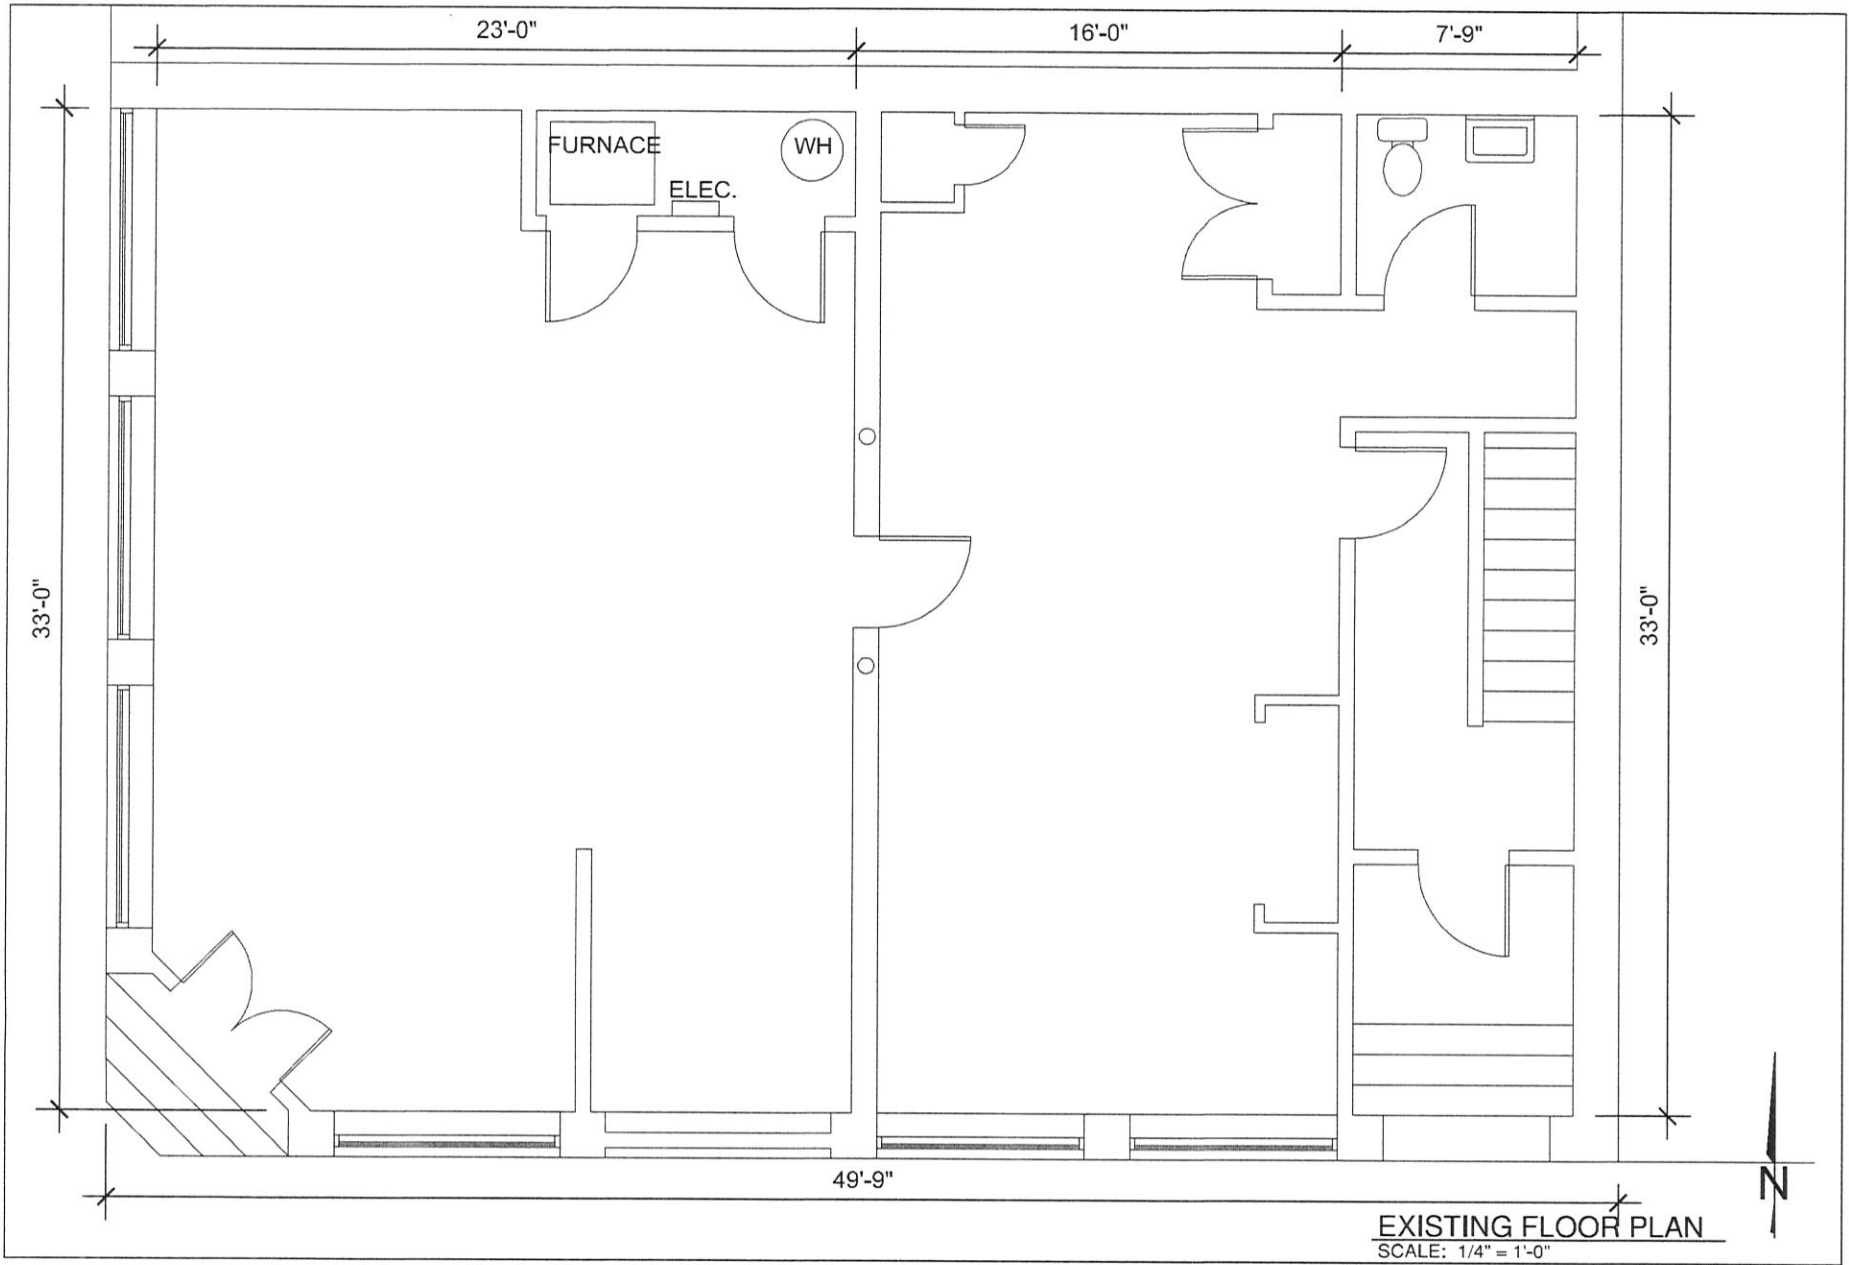 23'-0"
16'-0"
7'-9"
FURNACE
WH
ELEC.
33'-0"
33'-0"
49'-9"
N
EXISTING FLOOR PLAN
SCALE: 1/4" = 1'-0"